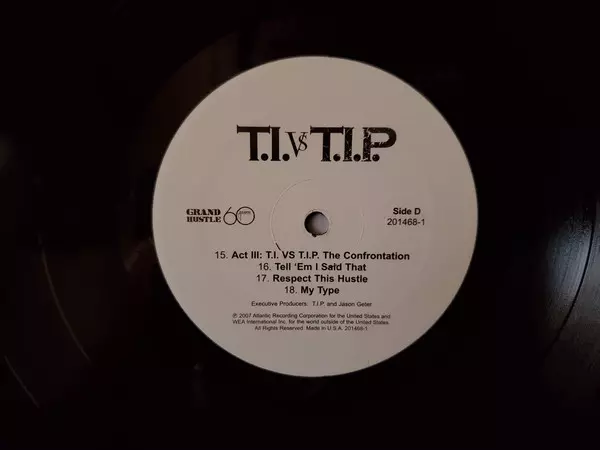 T.I. VS T.I.P.
GRAND HUSTLE
60
Side D
201468-1
15. Act III: T.I. VS T.I.P. The Confrontation
16. Tell 'Em I Said That
17. Respect This Hustle
18. My Type
Executive Producers: T.I.P. and Jason Geter
℗ 2007 Atlantic Recording Corporation for the United States and
WEA International Inc. for the world outside of the United States.
All Rights Reserved. Made in U.S.A. 201468-1